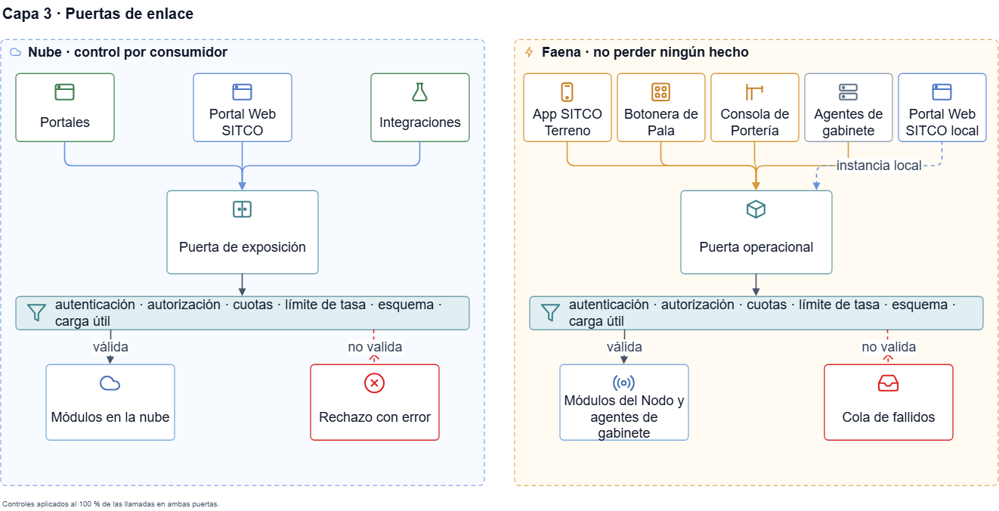 Capa 3 · Puertas de enlace
Nube · control por consumidor
Portales
Portal Web
SITCO
Integraciones
Puerta de exposición
autenticación · autorización · cuotas · límite de tasa · esquema ·
carga útil
válida
no valida
Módulos en la nube
Rechazo con error
Faena · no perder ningún hecho
App SITCO
Terreno
Botonera de
Pala
Consola de
Portería
Agentes de
gabinete
Portal Web
SITCO local
instancia local
Puerta operacional
autenticación · autorización · cuotas · límite de tasa · esquema ·
carga útil
válida
no valida
Módulos del Nodo y
agentes de
gabinete
Cola de fallidos
Controles aplicados al 100 % de las llamadas en ambas puertas.